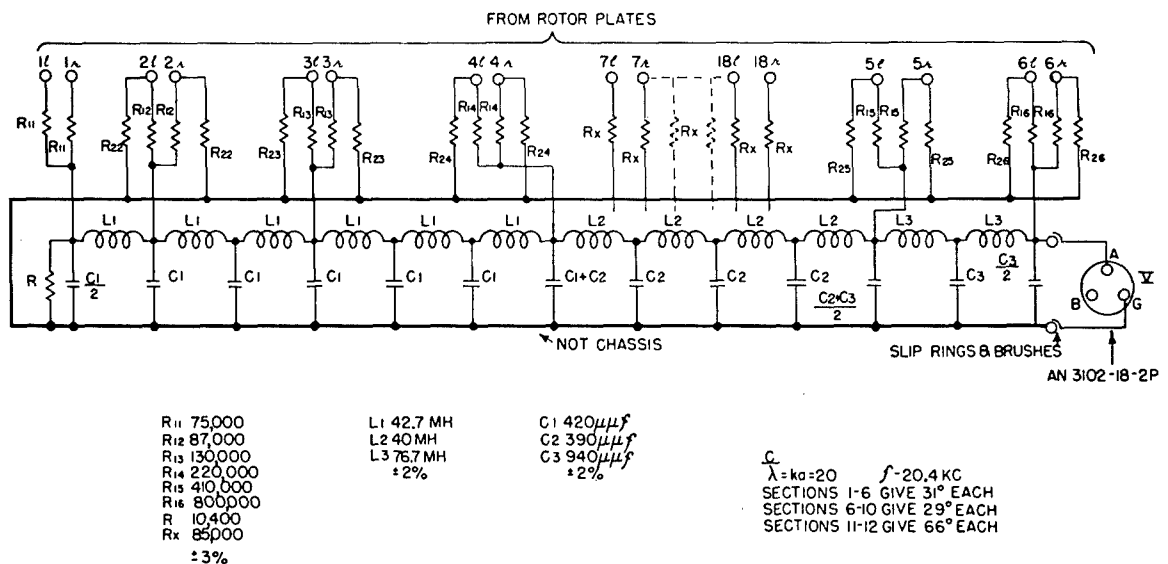 FROM ROTOR PLATES
1l 1r 2l 2r 3l 3r 4l 4r 7l 7r 18l 18r 5l 5r 6l 6r
R11 R11 R12 R12 R13 R13 R14 R14 Rx Rx Rx Rx Rx R15 R15 R16 R16
R22 R22 R23 R23 R24 R24 R25 R25 R26 R26
L1 L1 L1 L1 L1 L1 L2 L2 L2 L2 L3 L3
R C1/2 C1 C1 C1 C1 C1 C1+C2 C2 C2 C2 C2+C3/2 C3 C3/2
A V
B G
NOT CHASSIS
SLIP RINGS & BRUSHES
AN 3102-18-2P
R11 75,000 L1 42.7 MH C1 420μμf
R12 87,000 L2 40 MH C2 390μμf
R13 130,000 L3 76.7 MH C3 940μμf
R14 220,000 ±2% ±2%
R15 410,000
R16 800,000
R 10,400
Rx 85,000
±3%
C/λ=ka=20 f-20.4 KC
SECTIONS 1-6 GIVE 31° EACH
SECTIONS 6-10 GIVE 29° EACH
SECTIONS 11-12 GIVE 66° EACH